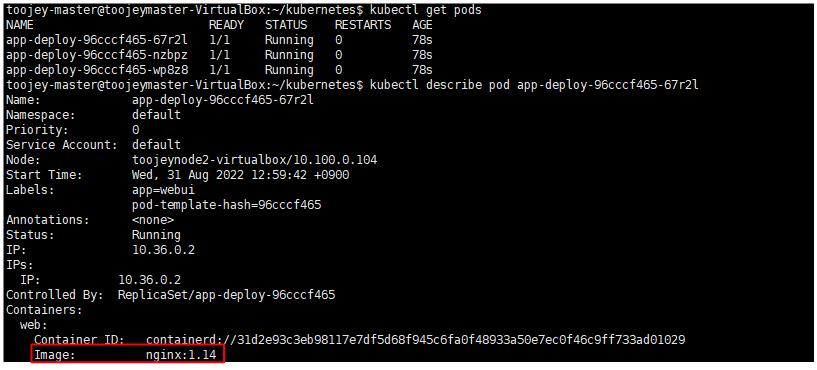 toojey-master@toojeymaster-VirtualBox:~/kubernetes$ kubectl get pods
NAME                         READY   STATUS    RESTARTS   AGE
app-deploy-96cccf465-67r2l   1/1     Running   0          78s
app-deploy-96cccf465-nzbpz   1/1     Running   0          78s
app-deploy-96cccf465-wp8z8   1/1     Running   0          78s
toojey-master@toojeymaster-VirtualBox:~/kubernetes$ kubectl describe pod app-deploy-96cccf465-67r2l
Name:             app-deploy-96cccf465-67r2l
Namespace:        default
Priority:         0
Service Account:  default
Node:             toojeynode2-virtualbox/10.100.0.104
Start Time:       Wed, 31 Aug 2022 12:59:42 +0900
Labels:           app=webui
                  pod-template-hash=96cccf465
Annotations:      <none>
Status:           Running
IP:               10.36.0.2
IPs:
  IP:           10.36.0.2
Controlled By:  ReplicaSet/app-deploy-96cccf465
Containers:
  web:
    Container ID:   containerd://31d2e93c3eb98117e7df5d68f945c6fa0f48933a50e7ec0f46c9ff733ad01029
    Image:          nginx:1.14